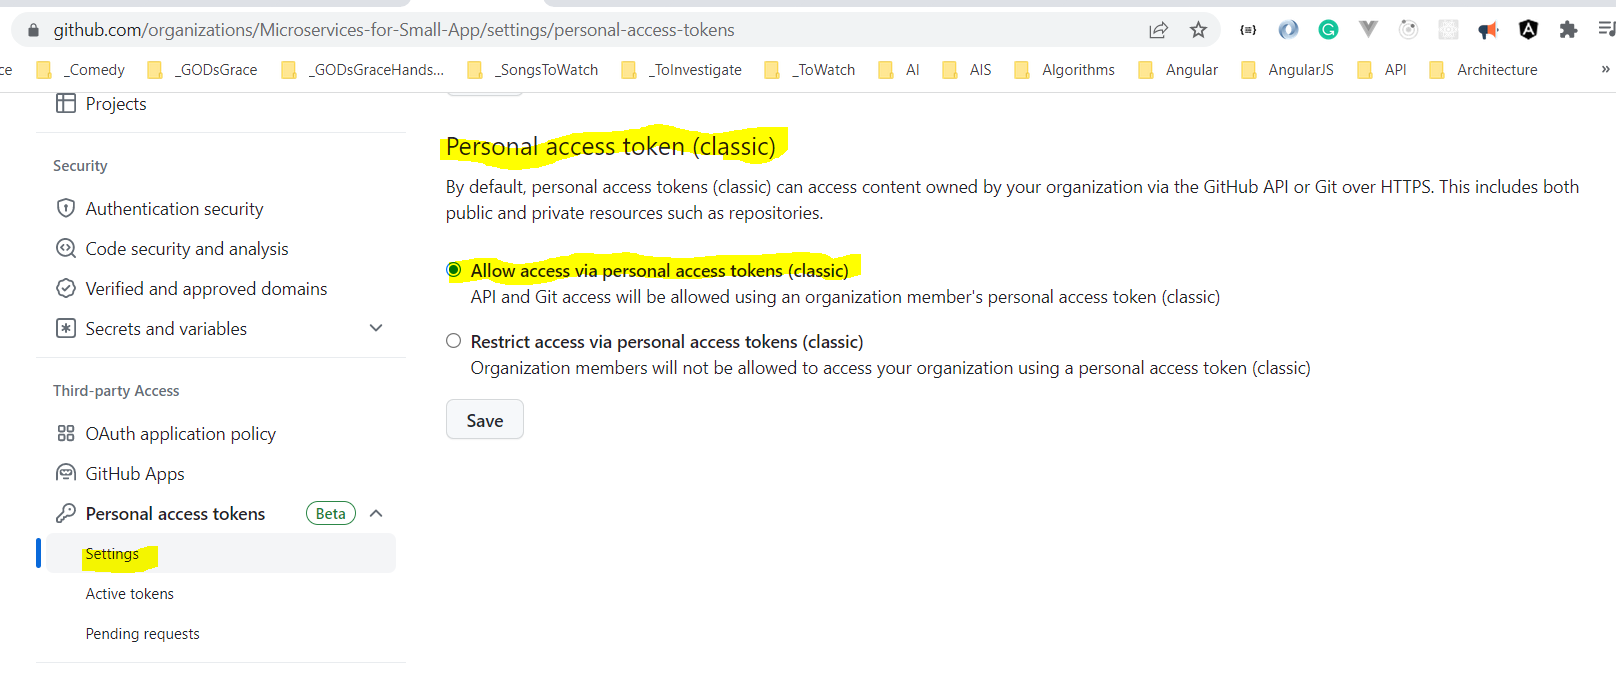 github.com/organizations/Microservices-for-Small-App/settings/personal-access-tokens
ce _Comedy _GODsGrace _GODsGraceHands... _SongsToWatch _ToInvestigate _ToWatch AI AIS Algorithms Angular AngularJS API Architecture »
Projects
Security
Authentication security
Code security and analysis
Verified and approved domains
Secrets and variables
Third-party Access
OAuth application policy
GitHub Apps
Personal access tokens Beta
Settings
Active tokens
Pending requests
Personal access token (classic)
By default, personal access tokens (classic) can access content owned by your organization via the GitHub API or Git over HTTPS. This includes both
public and private resources such as repositories.
Allow access via personal access tokens (classic)
API and Git access will be allowed using an organization member's personal access token (classic)
Restrict access via personal access tokens (classic)
Organization members will not be allowed to access your organization using a personal access token (classic)
Save